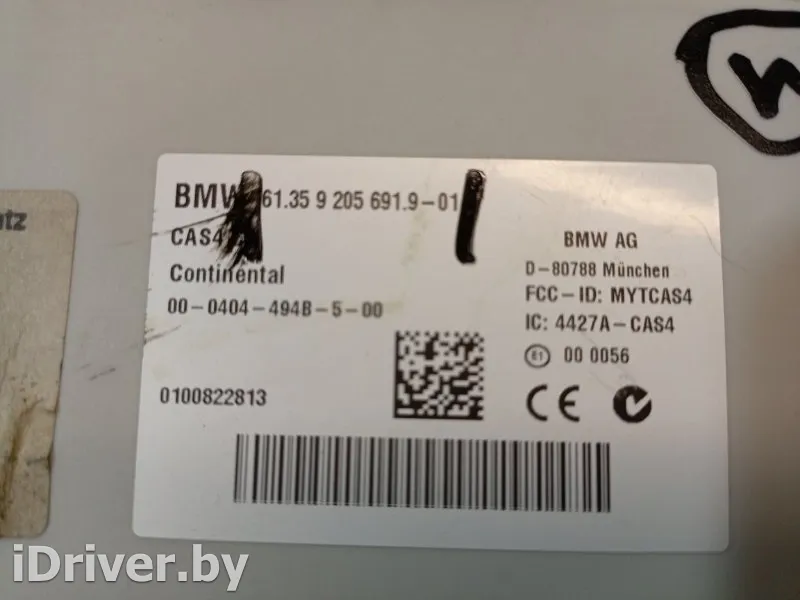 BMW 61.35 9 205 691.9-01
CAS4
Continental
00-0404-494B-5-00
0100822813
BMW AG
D-80788 München
FCC-ID: MYTCAS4
IC: 4427A-CAS4
E1 00 0056
CE
iDriver.by